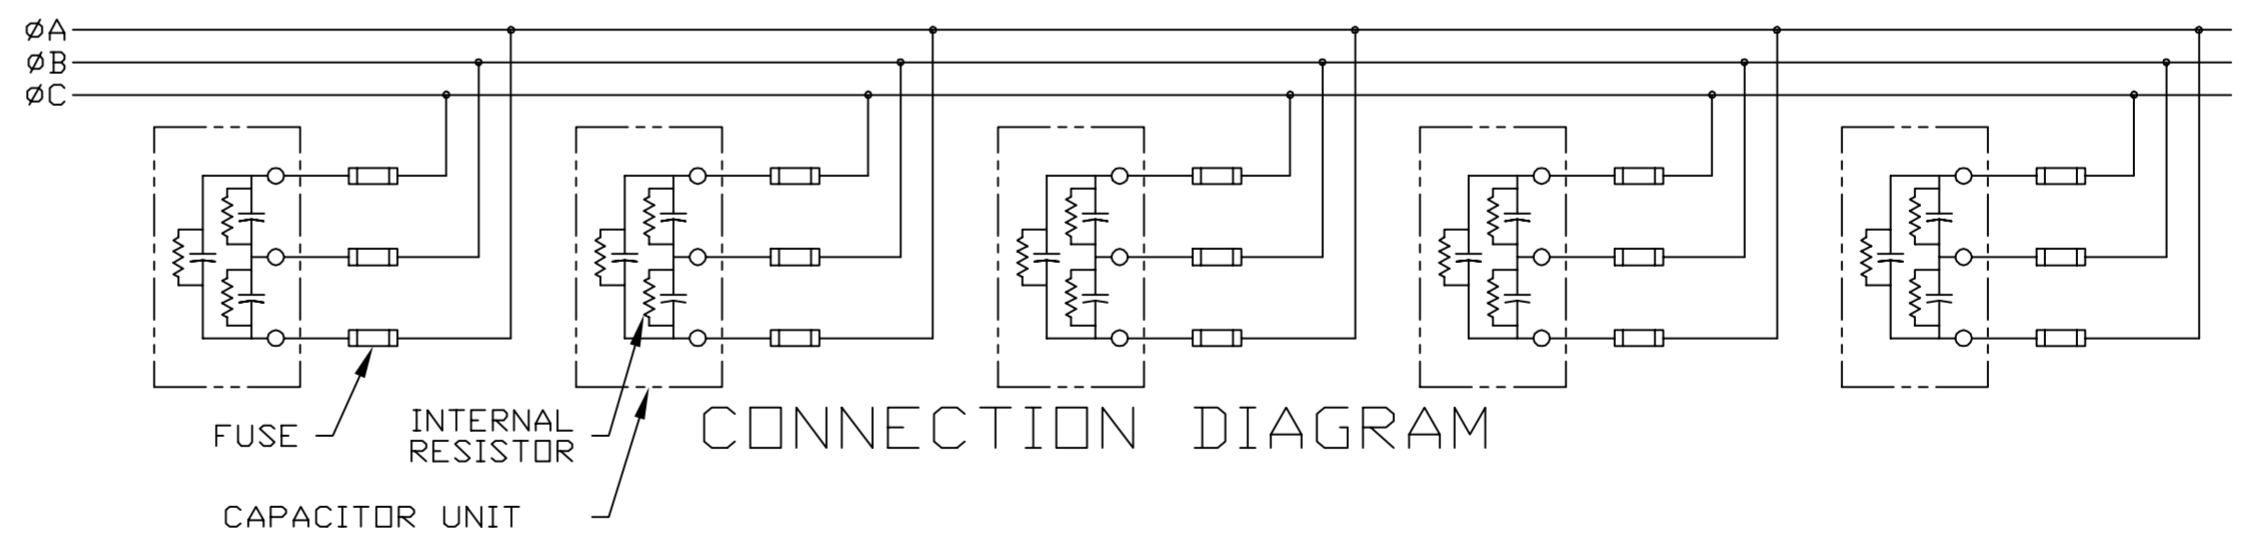 ØA
ØB
ØC
FUSE
INTERNAL
RESISTOR
CONNECTION DIAGRAM
CAPACITOR UNIT